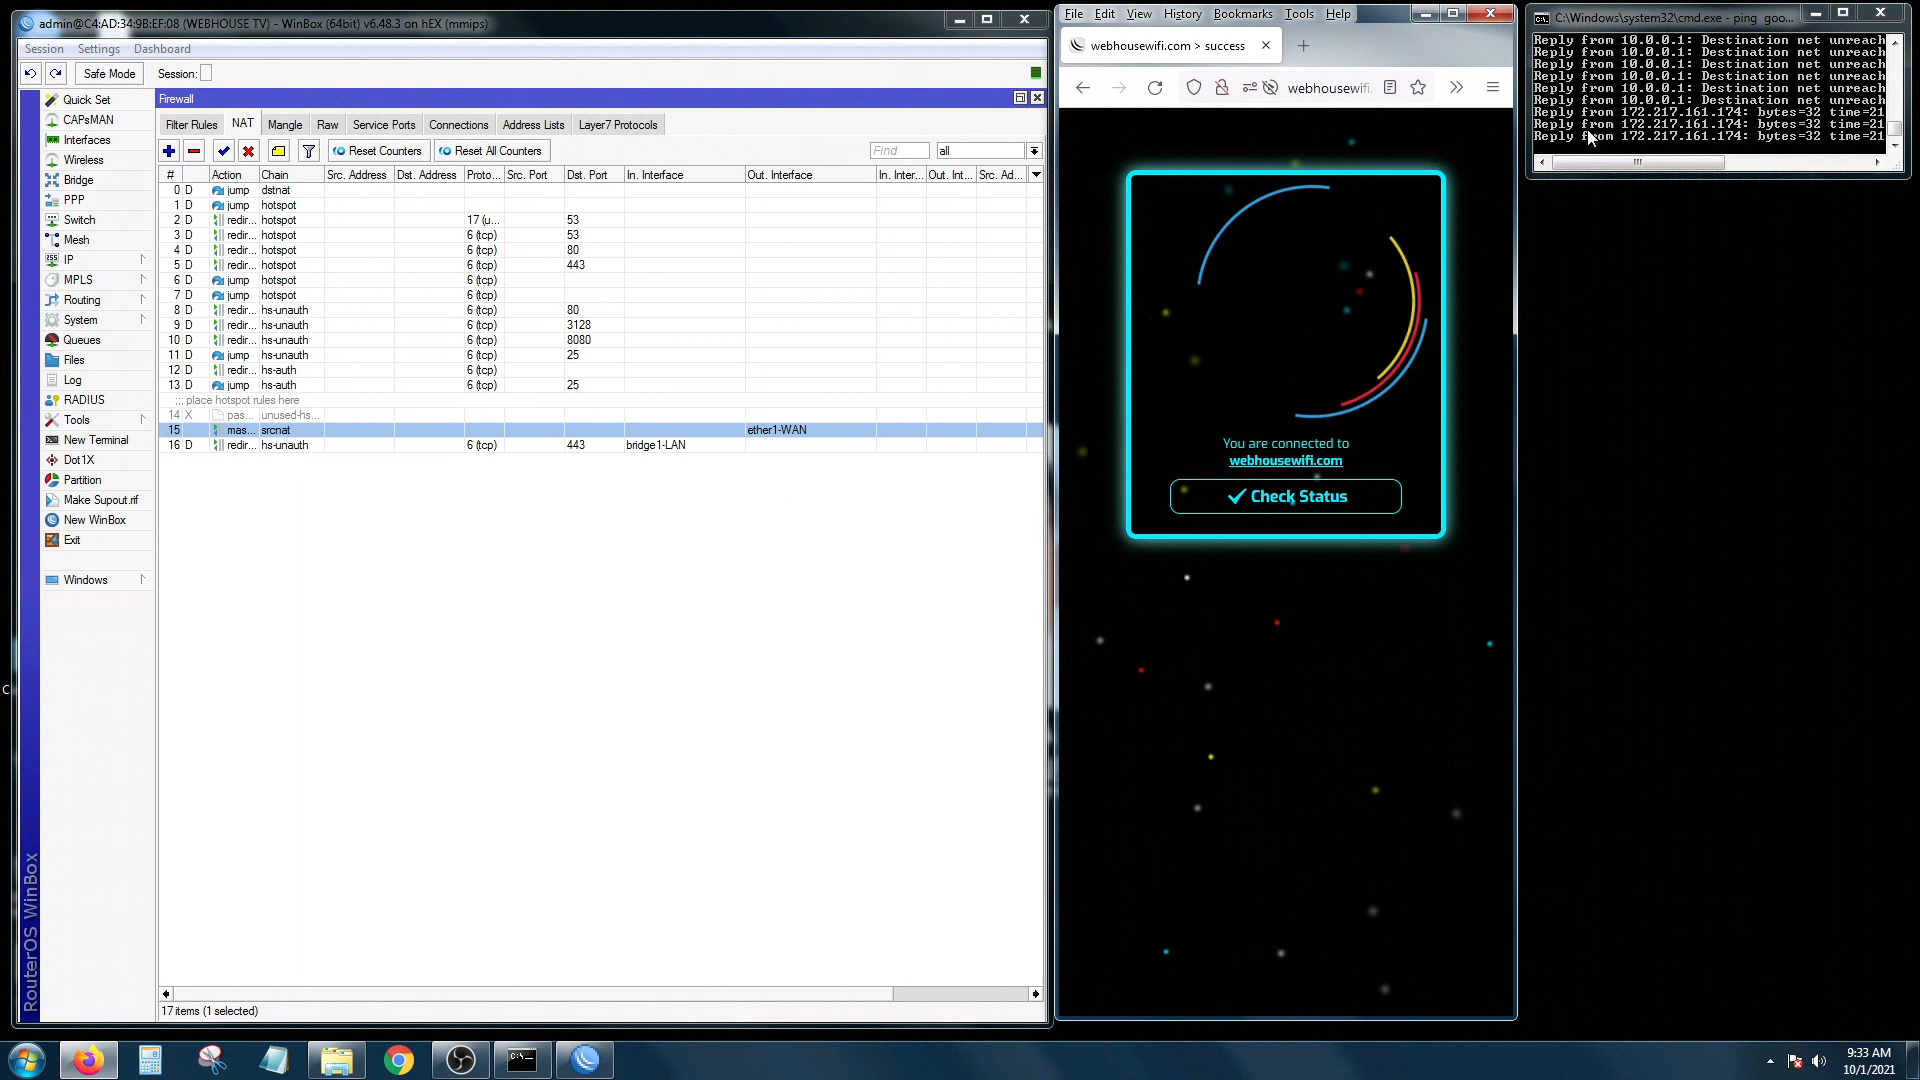 admin@C4:AD:34:9B:EF:08 (WEBHOUSE TV) - WinBox (64bit) v6.48.3 on hEX (mmips)
Session Settings Dashboard
Safe Mode Session:
Quick Set
CAPsMAN
Interfaces
Wireless
Bridge
PPP
Switch
Mesh
IP
MPLS
Routing
System
Queues
Files
Log
RADIUS
Tools
New Terminal
Dot1X
Partition
Make Supout.rif
New WinBox
Exit
Windows
RouterOS WinBox
Firewall
Filter Rules NAT Mangle Raw Service Ports Connections Address Lists Layer7 Protocols
Reset Counters Reset All Counters Find all
# Action Chain Src. Address Dst. Address Proto... Src. Port Dst. Port In. Interface Out. Interface In. Inter... Out. Int... Src. Ad...
0 D jump dstnat
1 D jump hotspot
2 D redir... hotspot 17 (u... 53
3 D redir... hotspot 6 (tcp) 53
4 D redir... hotspot 6 (tcp) 80
5 D redir... hotspot 6 (tcp) 443
6 D jump hotspot 6 (tcp)
7 D jump hotspot 6 (tcp)
8 D redir... hs-unauth 6 (tcp) 80
9 D redir... hs-unauth 6 (tcp) 3128
10 D redir... hs-unauth 6 (tcp) 8080
11 D jump hs-unauth 6 (tcp) 25
12 D redir... hs-auth 6 (tcp)
13 D jump hs-auth 6 (tcp) 25
;;; place hotspot rules here
14 X pas... unused-hs...
15 mas... srcnat ether1-WAN
16 D redir... hs-unauth 6 (tcp) 443 bridge1-LAN
17 items (1 selected)
File Edit View History Bookmarks Tools Help
webhousewifi.com > success
webhousewifi.
You are connected to
webhousewifi.com
Check Status
C:\Windows\system32\cmd.exe - ping goo...
Reply from 10.0.0.1: Destination net unreach
Reply from 10.0.0.1: Destination net unreach
Reply from 10.0.0.1: Destination net unreach
Reply from 10.0.0.1: Destination net unreach
Reply from 10.0.0.1: Destination net unreach
Reply from 10.0.0.1: Destination net unreach
Reply from 172.217.161.174: bytes=32 time=21
Reply from 172.217.161.174: bytes=32 time=21
Reply from 172.217.161.174: bytes=32 time=21
C
9:33 AM
10/1/2021